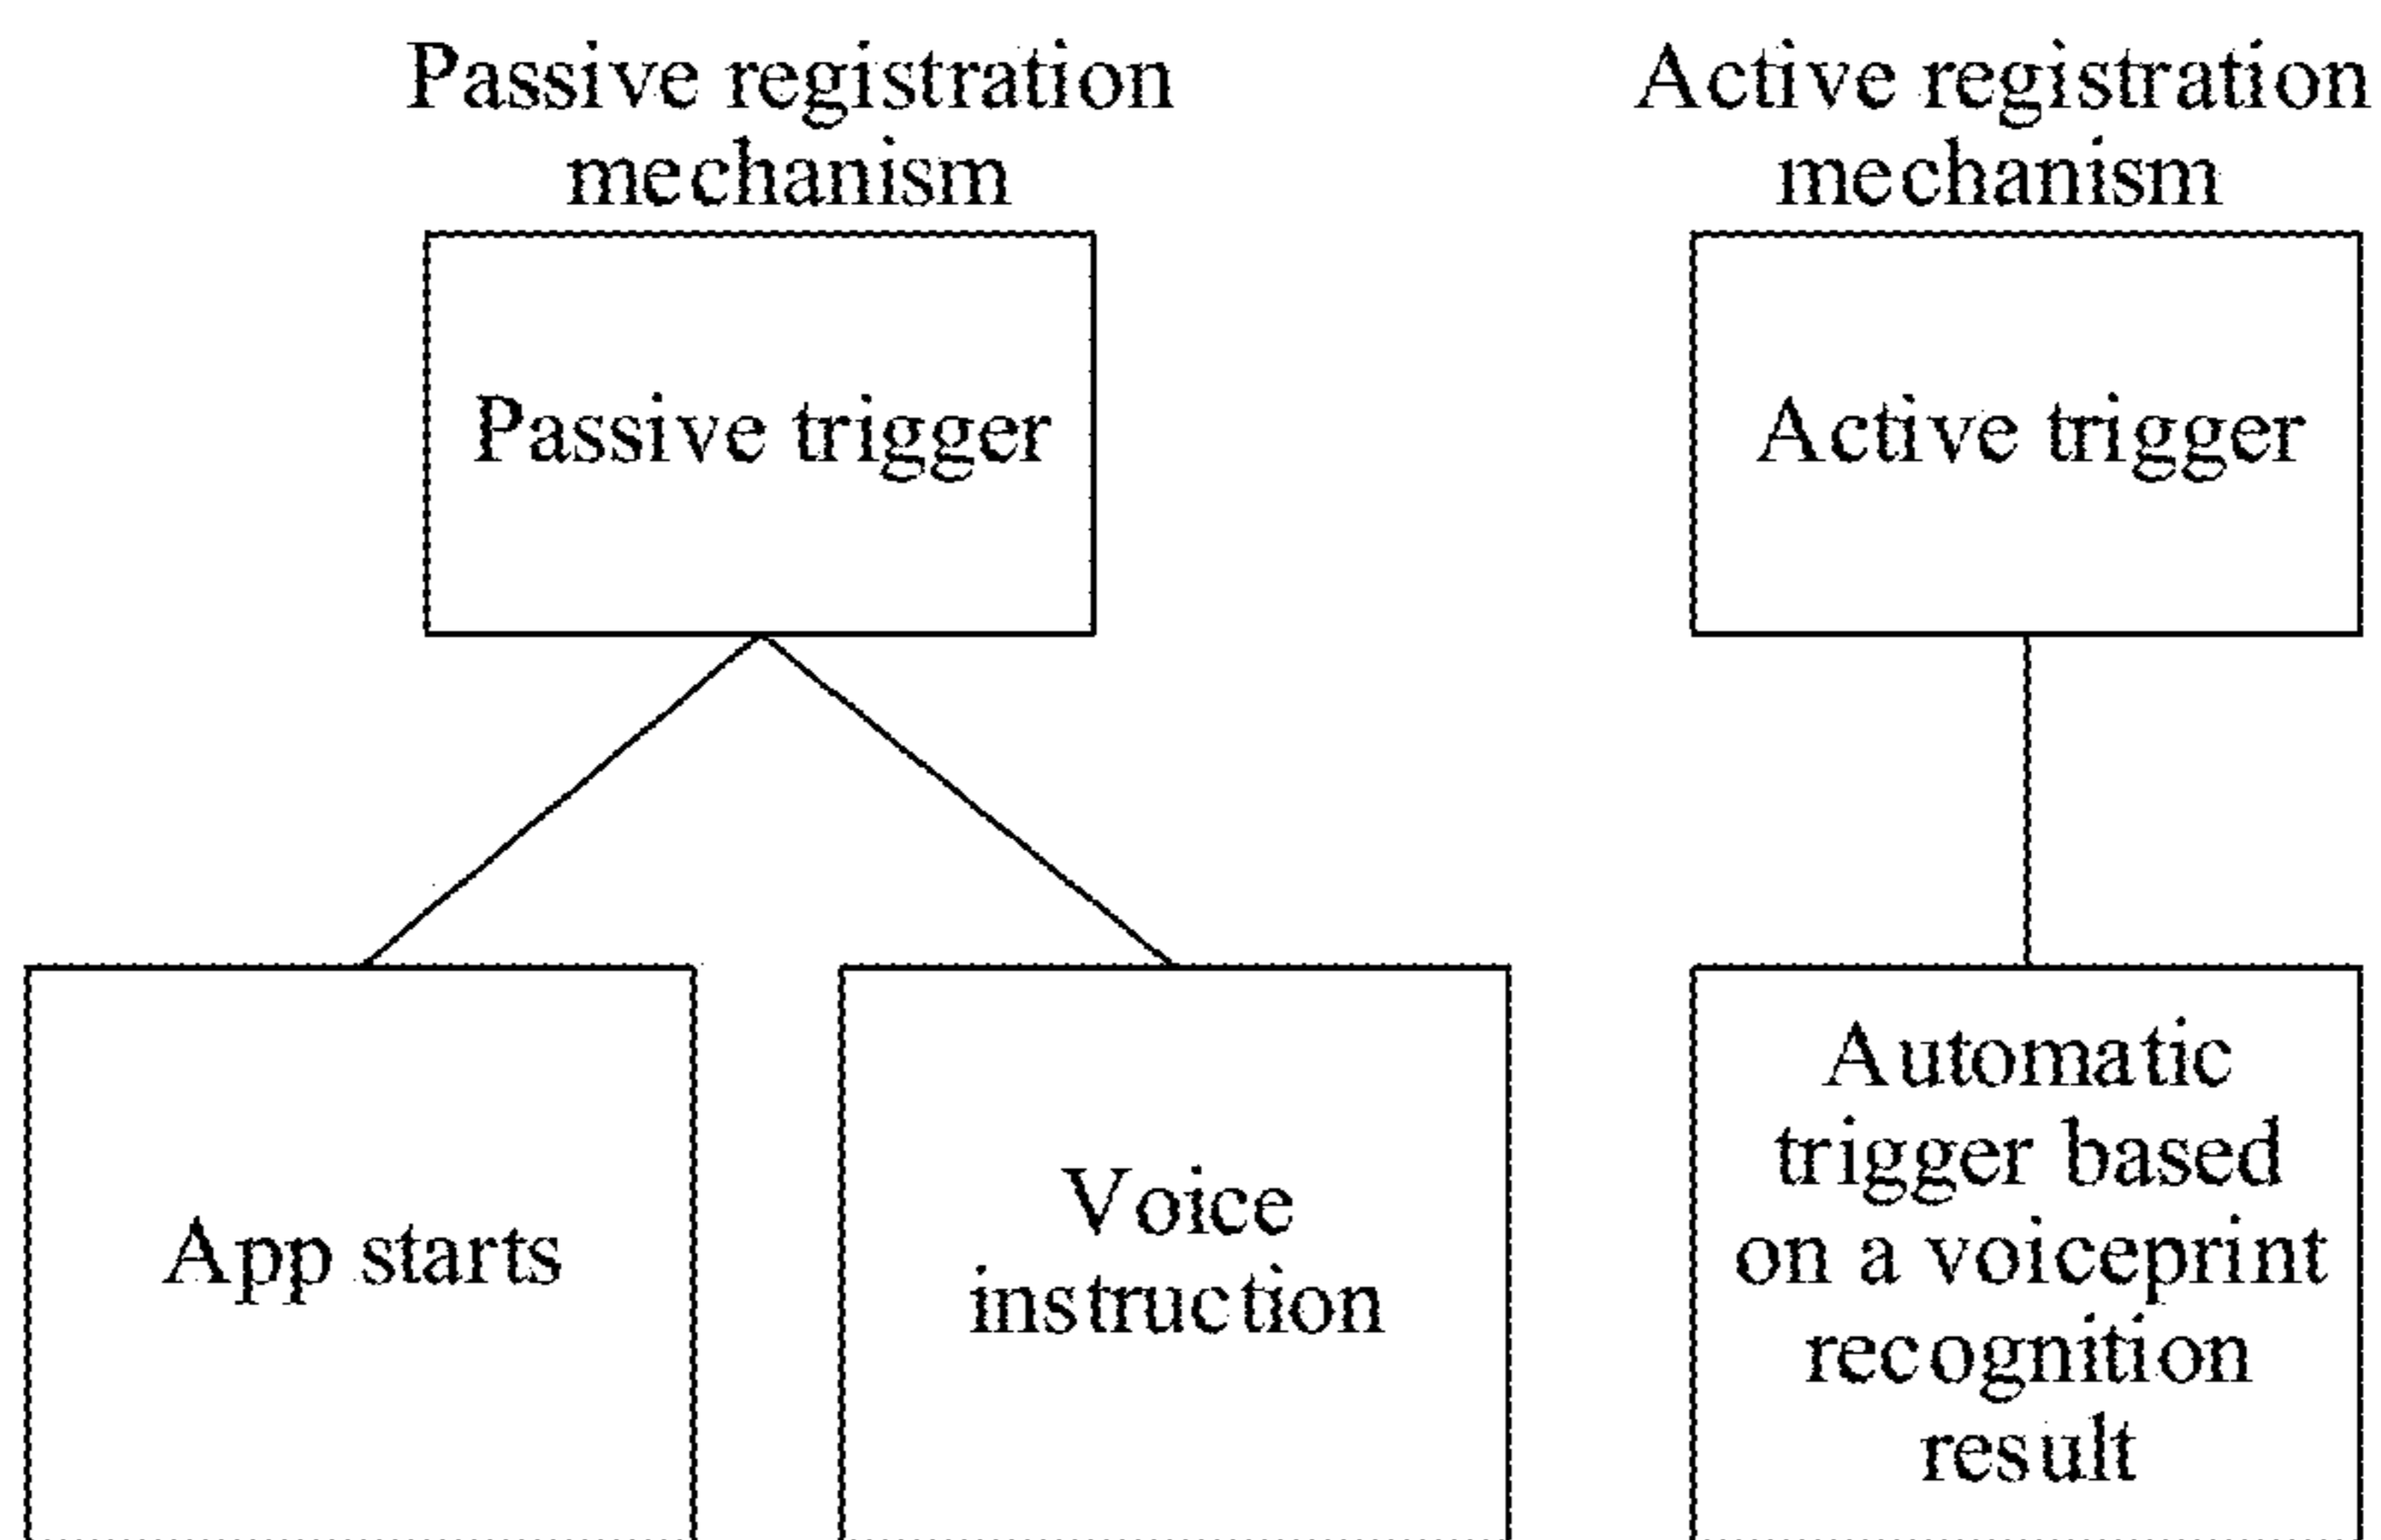 Passive registration
mechanism
Active registration
mechanism
Passive trigger
Active trigger
App starts
Voice
instruction
Automatic
trigger based
on a voiceprint
recognition
result